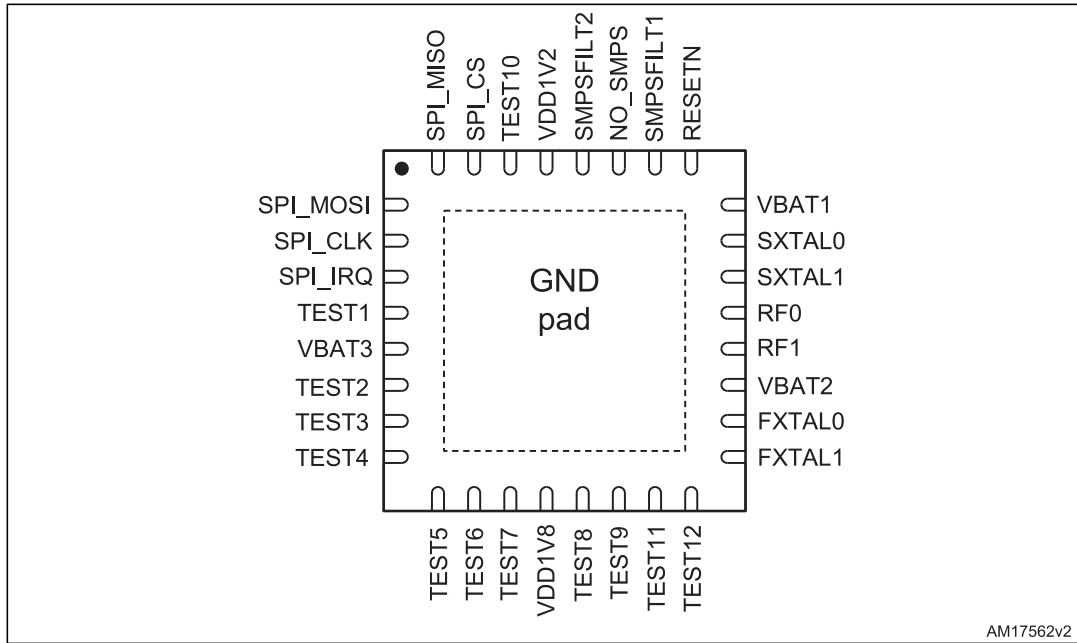 SPI_MISO
SPI_CS
TEST10
VDD1V2
SMPSFILT2
NO_SMPS
SMPSFILT1
RESETN
SPI_MOSI
SPI_CLK
SPI_IRQ
TEST1
VBAT3
TEST2
TEST3
TEST4
GND
pad
VBAT1
SXTAL0
SXTAL1
RF0
RF1
VBAT2
FXTAL0
FXTAL1
TEST5
TEST6
TEST7
VDD1V8
TEST8
TEST9
TEST11
TEST12
AM17562v2